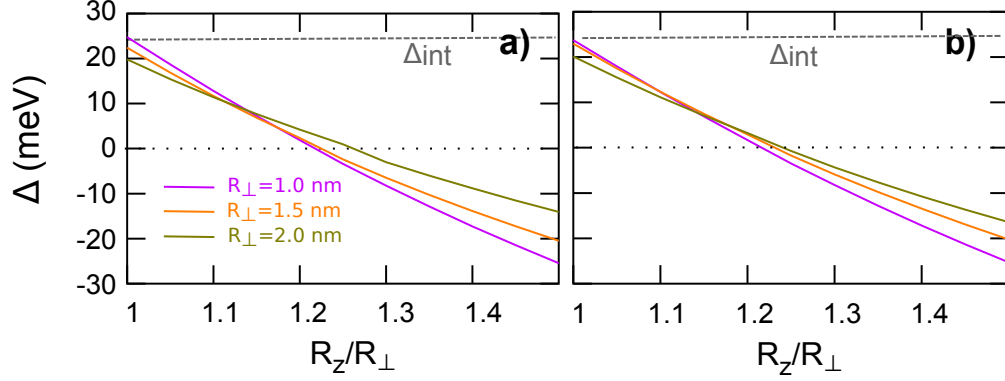 30
20
10
0
-10
-20
-30
Δ (meV)
a)
Δint
R⊥=1.0 nm
R⊥=1.5 nm
R⊥=2.0 nm
1
1.1
1.2
1.3
1.4
Rz/R⊥
b)
Δint
1
1.1
1.2
1.3
1.4
Rz/R⊥